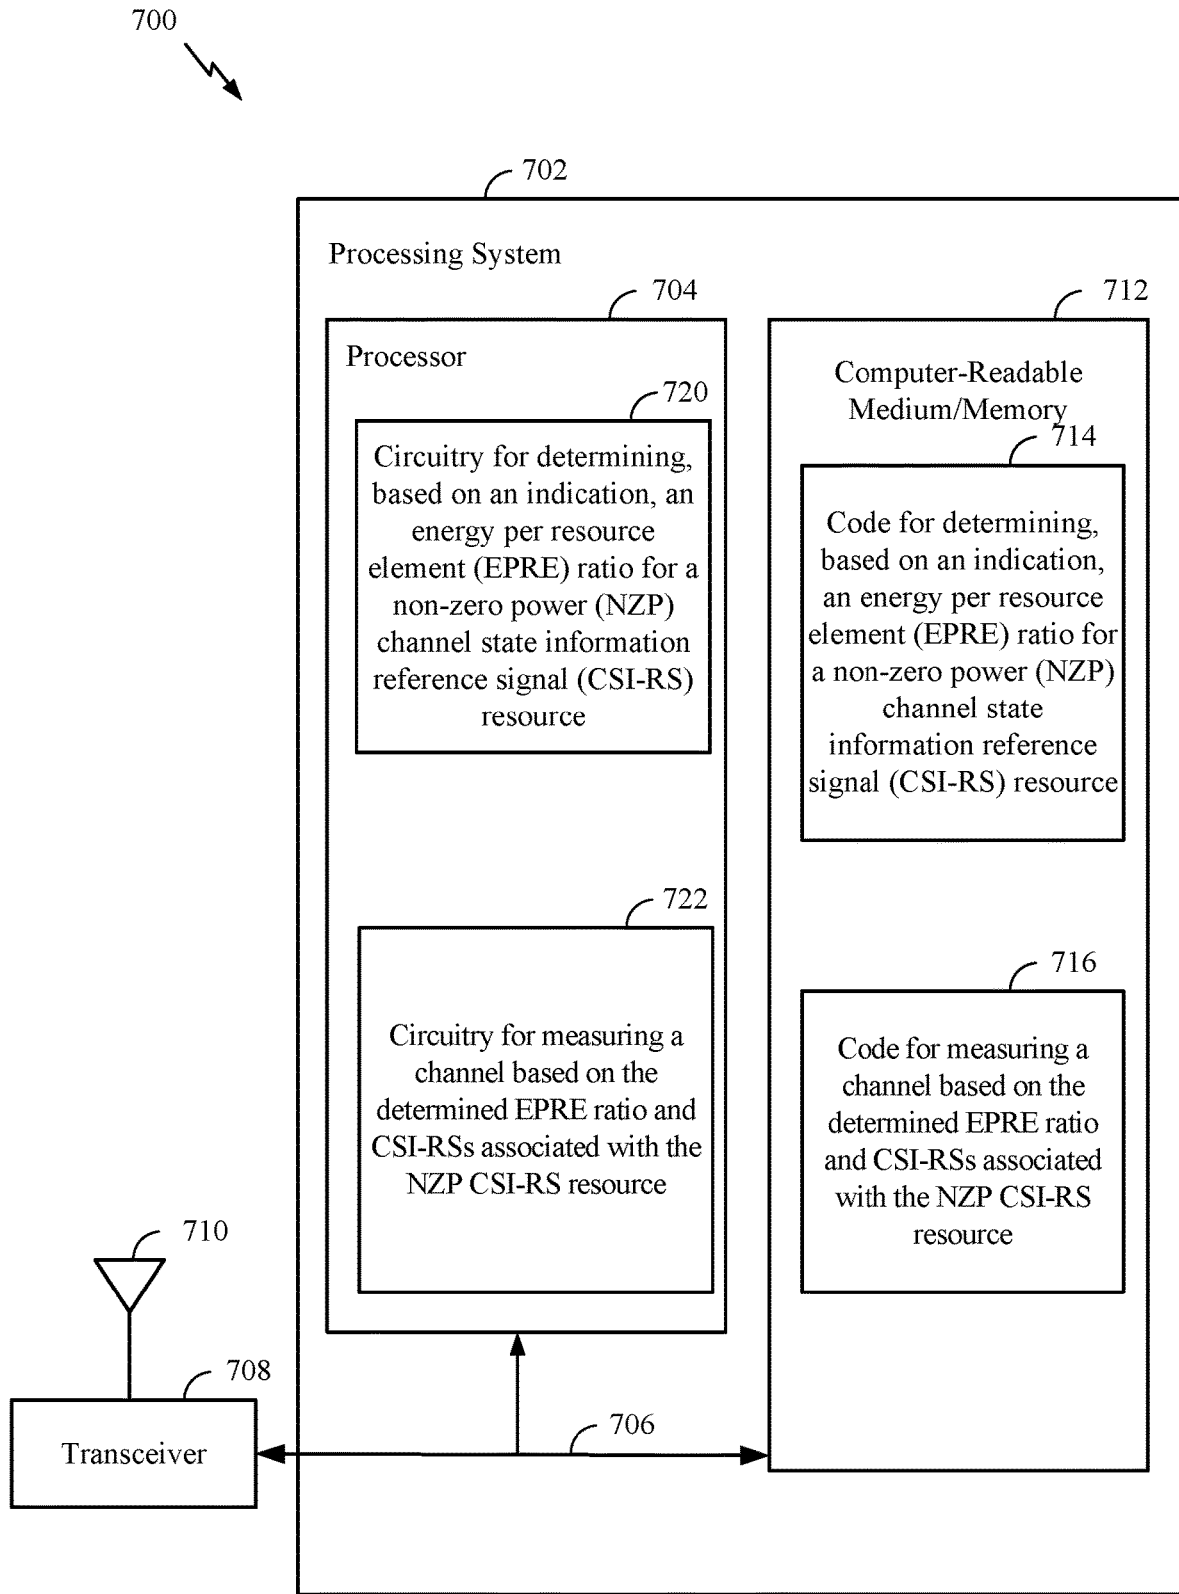 700
702
Processing System
704
Processor
720
Circuitry for determining,
based on an indication, an
energy per resource
element (EPRE) ratio for a
non-zero power (NZP)
channel state information
reference signal (CSI-RS)
resource
722
Circuitry for measuring a
channel based on the
determined EPRE ratio and
CSI-RSs associated with the
NZP CSI-RS resource
712
Computer-Readable
Medium/Memory
714
Code for determining,
based on an indication,
an energy per resource
element (EPRE) ratio for
a non-zero power (NZP)
channel state
information reference
signal (CSI-RS) resource
716
Code for measuring a
channel based on the
determined EPRE ratio
and CSI-RSs associated
with the NZP CSI-RS
resource
710
708
Transceiver
706